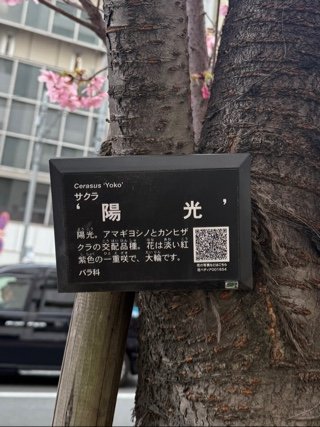 Cerasus ‘Yoko’
サクラ
‘陽光’
陽光。アマギヨシノとカンヒザ
クラの交配品種。花は淡い紅
紫色の一重咲で、大輪です。
バラ科